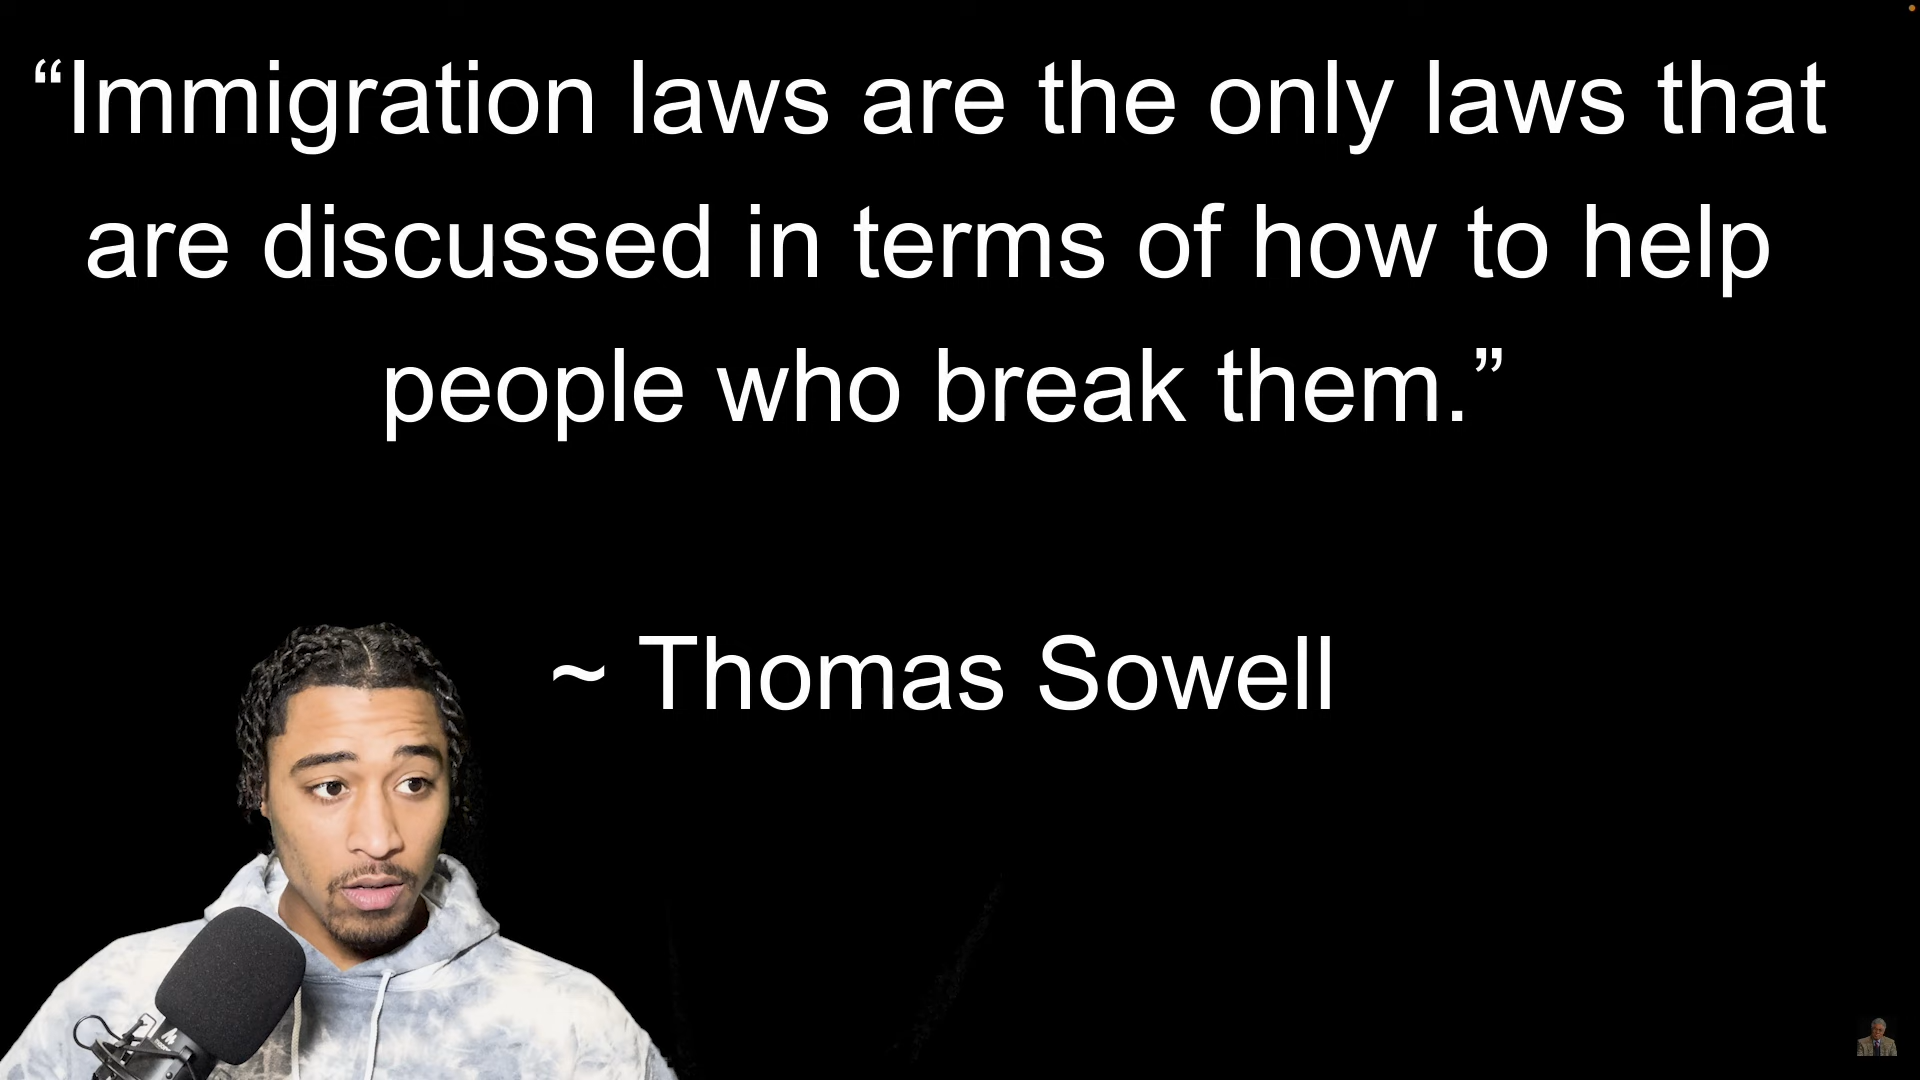 “Immigration laws are the only laws that
are discussed in terms of how to help
people who break them.”
~ Thomas Sowell